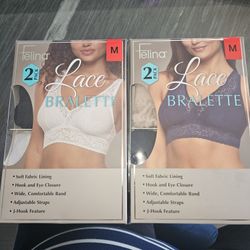 felina
M
2 PACK
Lace
BRALETTE
• Soft Fabric Lining
• Hook and Eye Closure
• Wide, Comfortable Band
• Adjustable Straps
• J-Hook Feature
felina
M
2 PACK
Lace
BRALETTE
• Soft Fabric Lining
• Hook and Eye Closure
• Wide, Comfortable Band
• Adjustable Straps
• J-Hook Feature